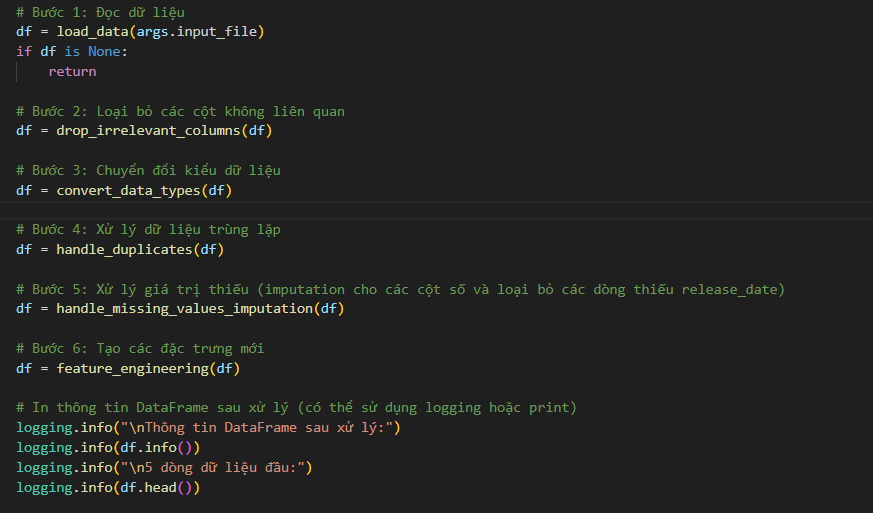 # Bước 1: Đọc dữ liệu
df = load_data(args.input_file)
if df is None:
    return
# Bước 2: Loại bỏ các cột không liên quan
df = drop_irrelevant_columns(df)
# Bước 3: Chuyển đổi kiểu dữ liệu
df = convert_data_types(df)
# Bước 4: Xử lý dữ liệu trùng lặp
df = handle_duplicates(df)
# Bước 5: Xử lý giá trị thiếu (imputation cho các cột số và loại bỏ các dòng thiếu release_date)
df = handle_missing_values_imputation(df)
# Bước 6: Tạo các đặc trưng mới
df = feature_engineering(df)
# In thông tin DataFrame sau xử lý (có thể sử dụng logging hoặc print)
logging.info("\nThông tin DataFrame sau xử lý:")
logging.info(df.info())
logging.info("\n5 dòng dữ liệu đầu:")
logging.info(df.head())